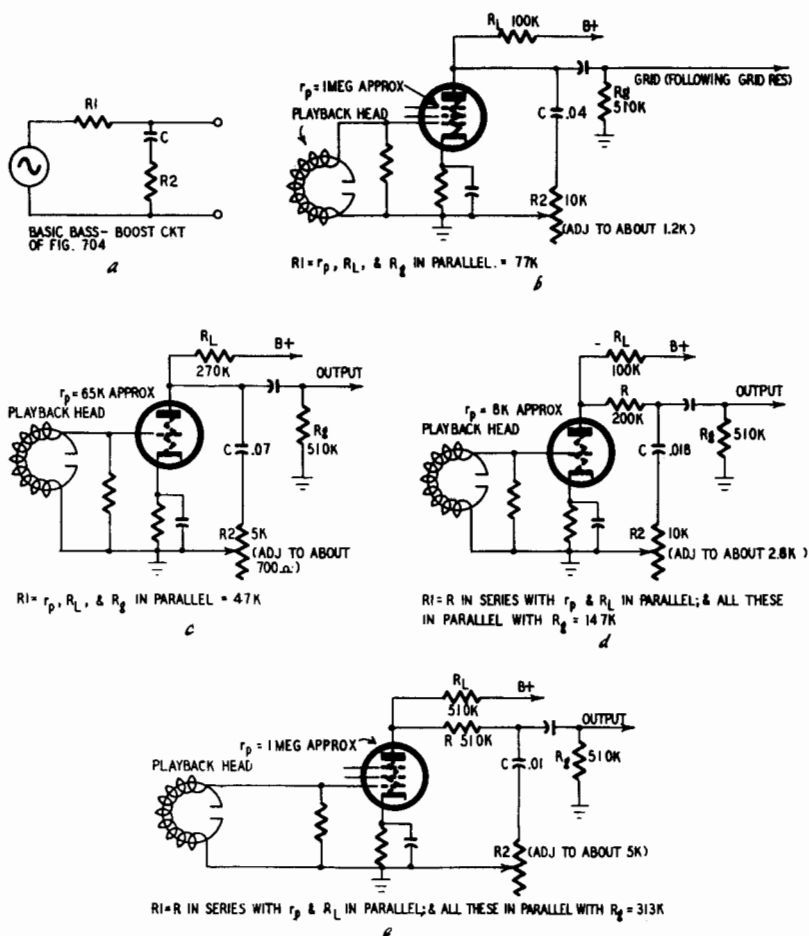 R1
C
R2
BASIC BASS-BOOST CKT
OF FIG. 704
a
RL 100K
B+
rp = 1MEG APPROX
PLAYBACK HEAD
GRID (FOLLOWING GRID RES)
C .04
Rg
510K
R2 10K
(ADJ TO ABOUT 1.2K)
R1 = rp, RL, & Rg IN PARALLEL. = 77K
b
RL
270K
B+
OUTPUT
rp = 65K APPROX
PLAYBACK HEAD
C .07
Rg
510K
R2 5K
(ADJ TO ABOUT
700Ω)
R1 = rp, RL, & Rg IN PARALLEL = 47K
c
RL
100K
B+
OUTPUT
R
200K
rp = 8K APPROX
PLAYBACK HEAD
C .018
Rg 510K
R2 10K
(ADJ TO ABOUT 2.8K)
R1 = R IN SERIES WITH rp & RL IN PARALLEL; & ALL THESE
IN PARALLEL WITH Rg = 147K
d
RL
510K
B+
OUTPUT
R 510K
rp = 1 MEG APPROX
PLAYBACK HEAD
C .01
Rg 510K
R2 (ADJ TO ABOUT 5K)
R1 = R IN SERIES WITH rp & RL IN PARALLEL; & ALL THESE IN PARALLEL WITH Rg = 313K
e